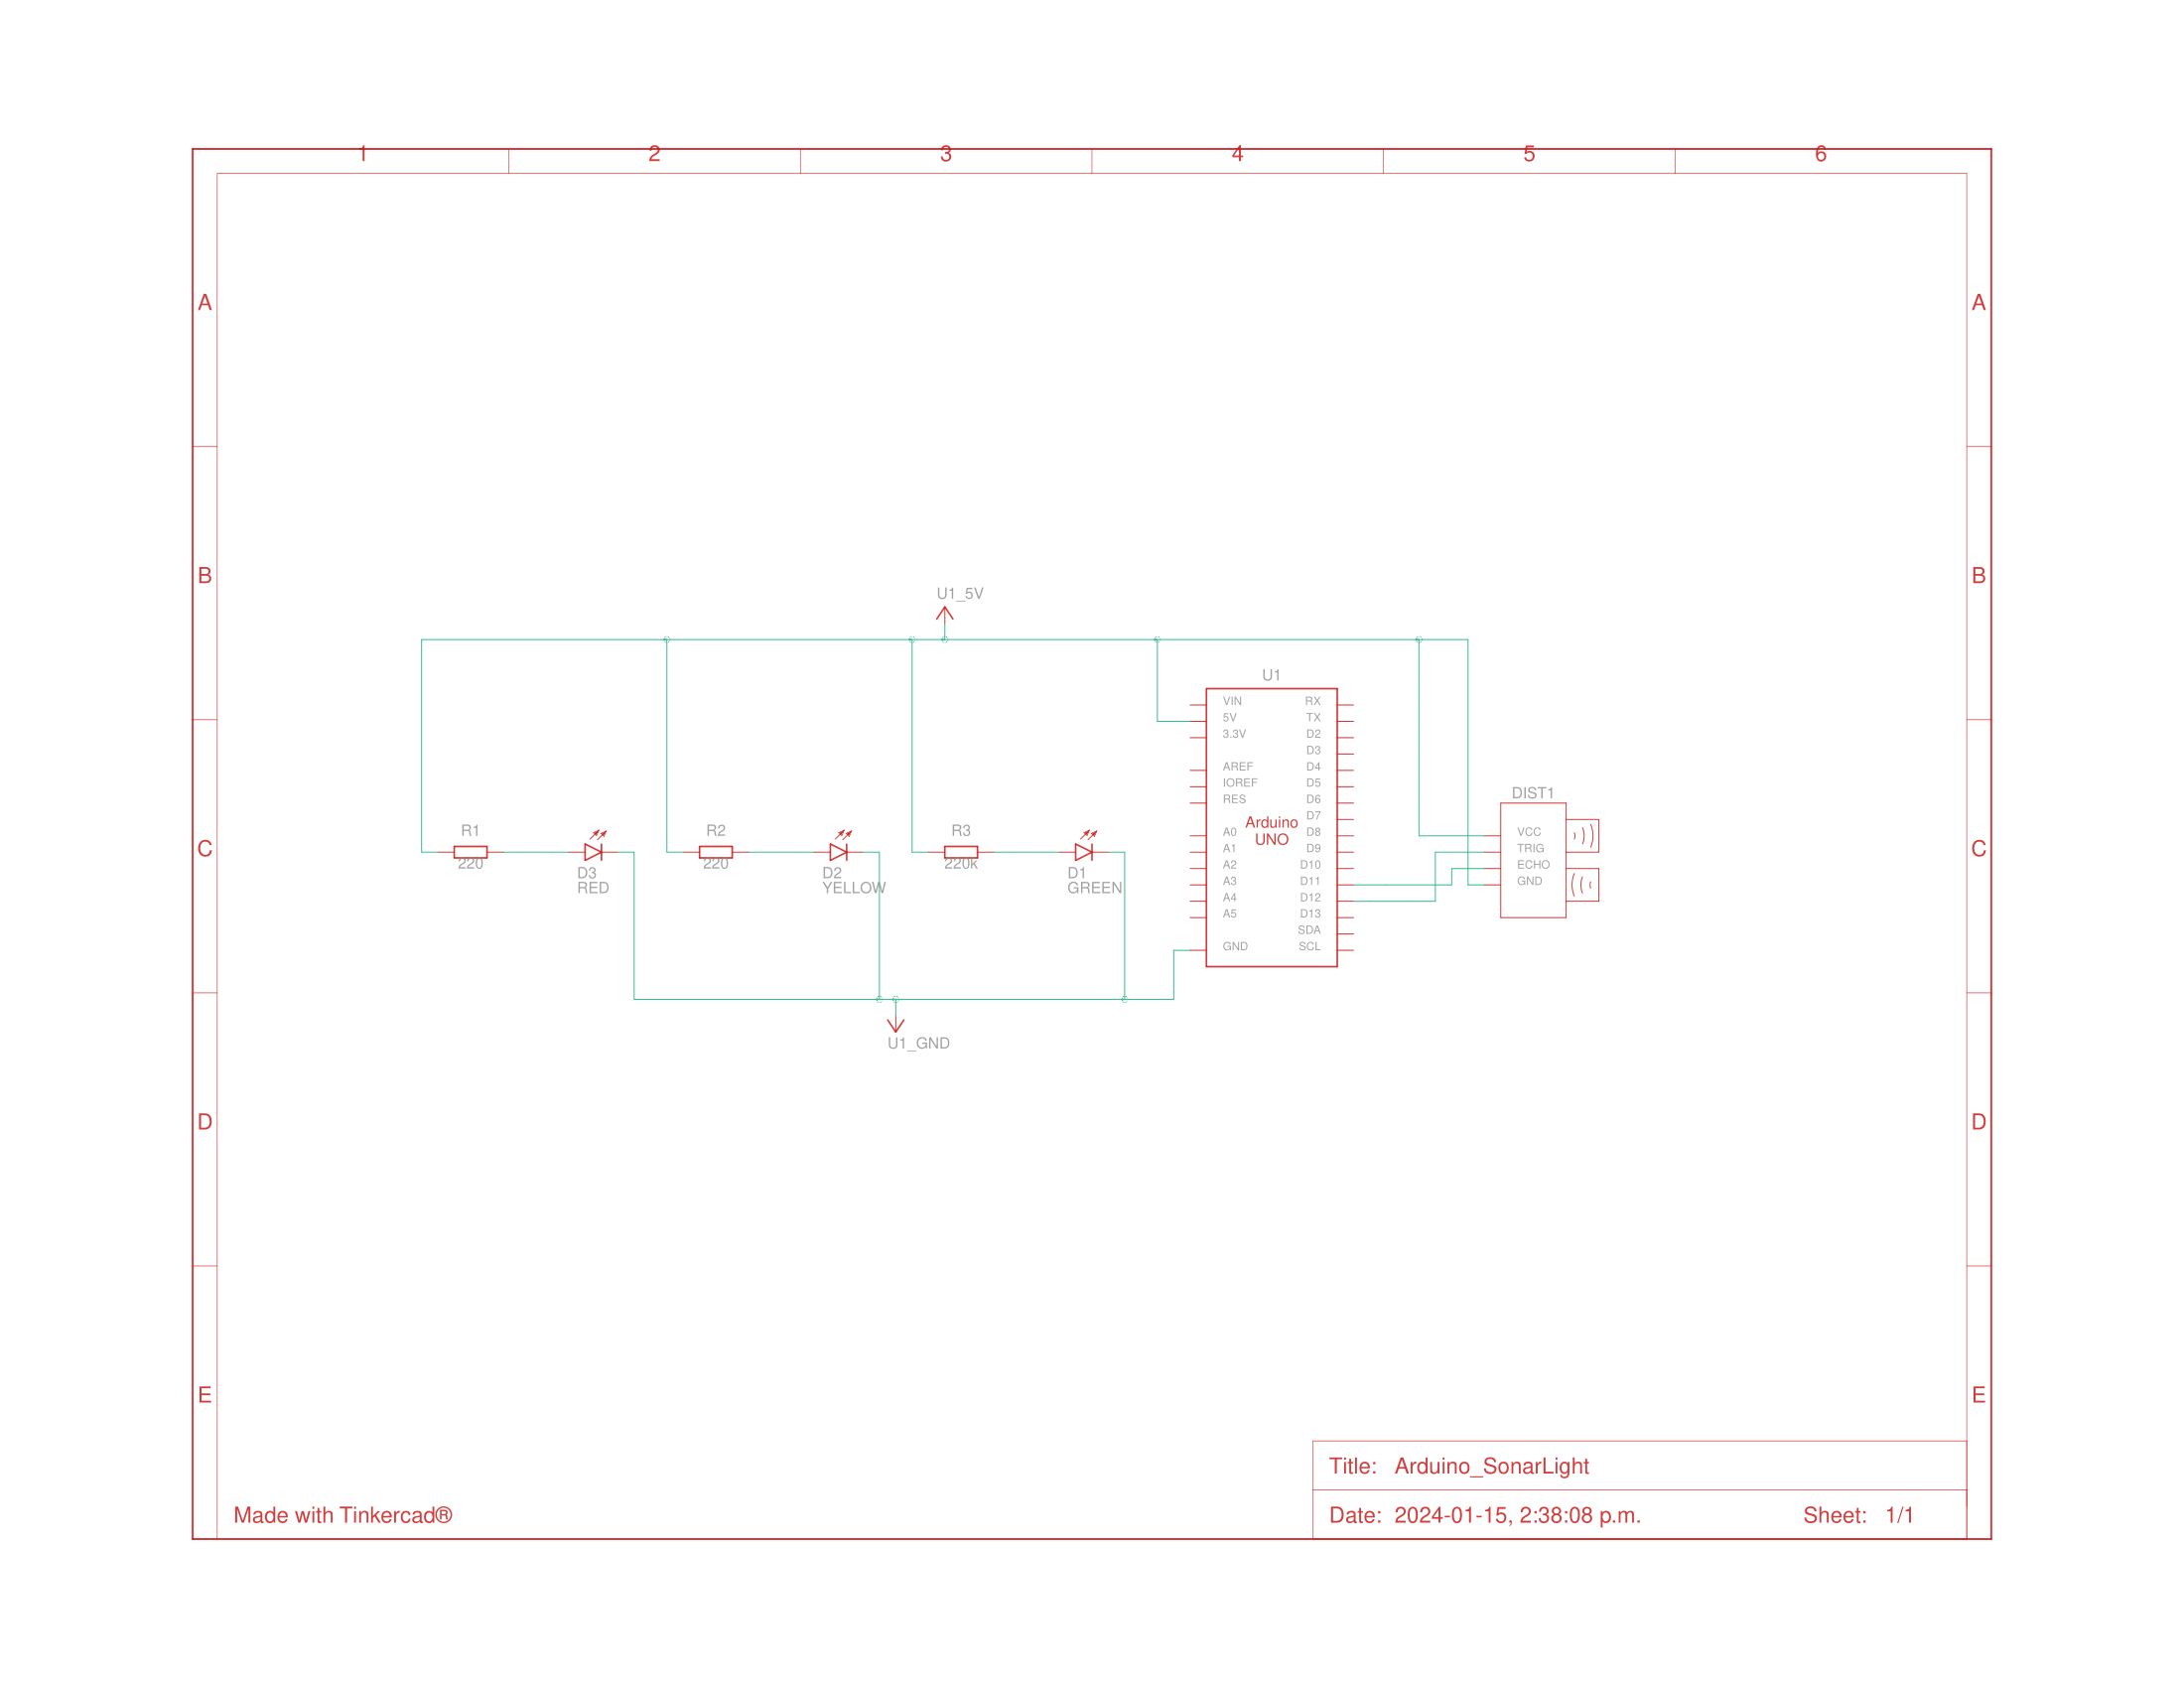 1 2 3 4 5 6
A A
B B
U1_5V
U1
VIN RX
5V TX
3.3V D2
D3
AREF D4
IOREF D5
RES D6
D7
Arduino
UNO
A0 D8
A1 D9
A2 D10
A3 D11
A4 D12
A5 D13
SDA
GND SCL
DIST1
VCC
TRIG
ECHO
GND
C C
R1
220
D3
RED
R2
220
D2
YELLOW
R3
220k
D1
GREEN
U1_GND
D D
E E
Title: Arduino_SonarLight
Made with Tinkercad®
Date: 2024-01-15, 2:38:08 p.m. Sheet: 1/1